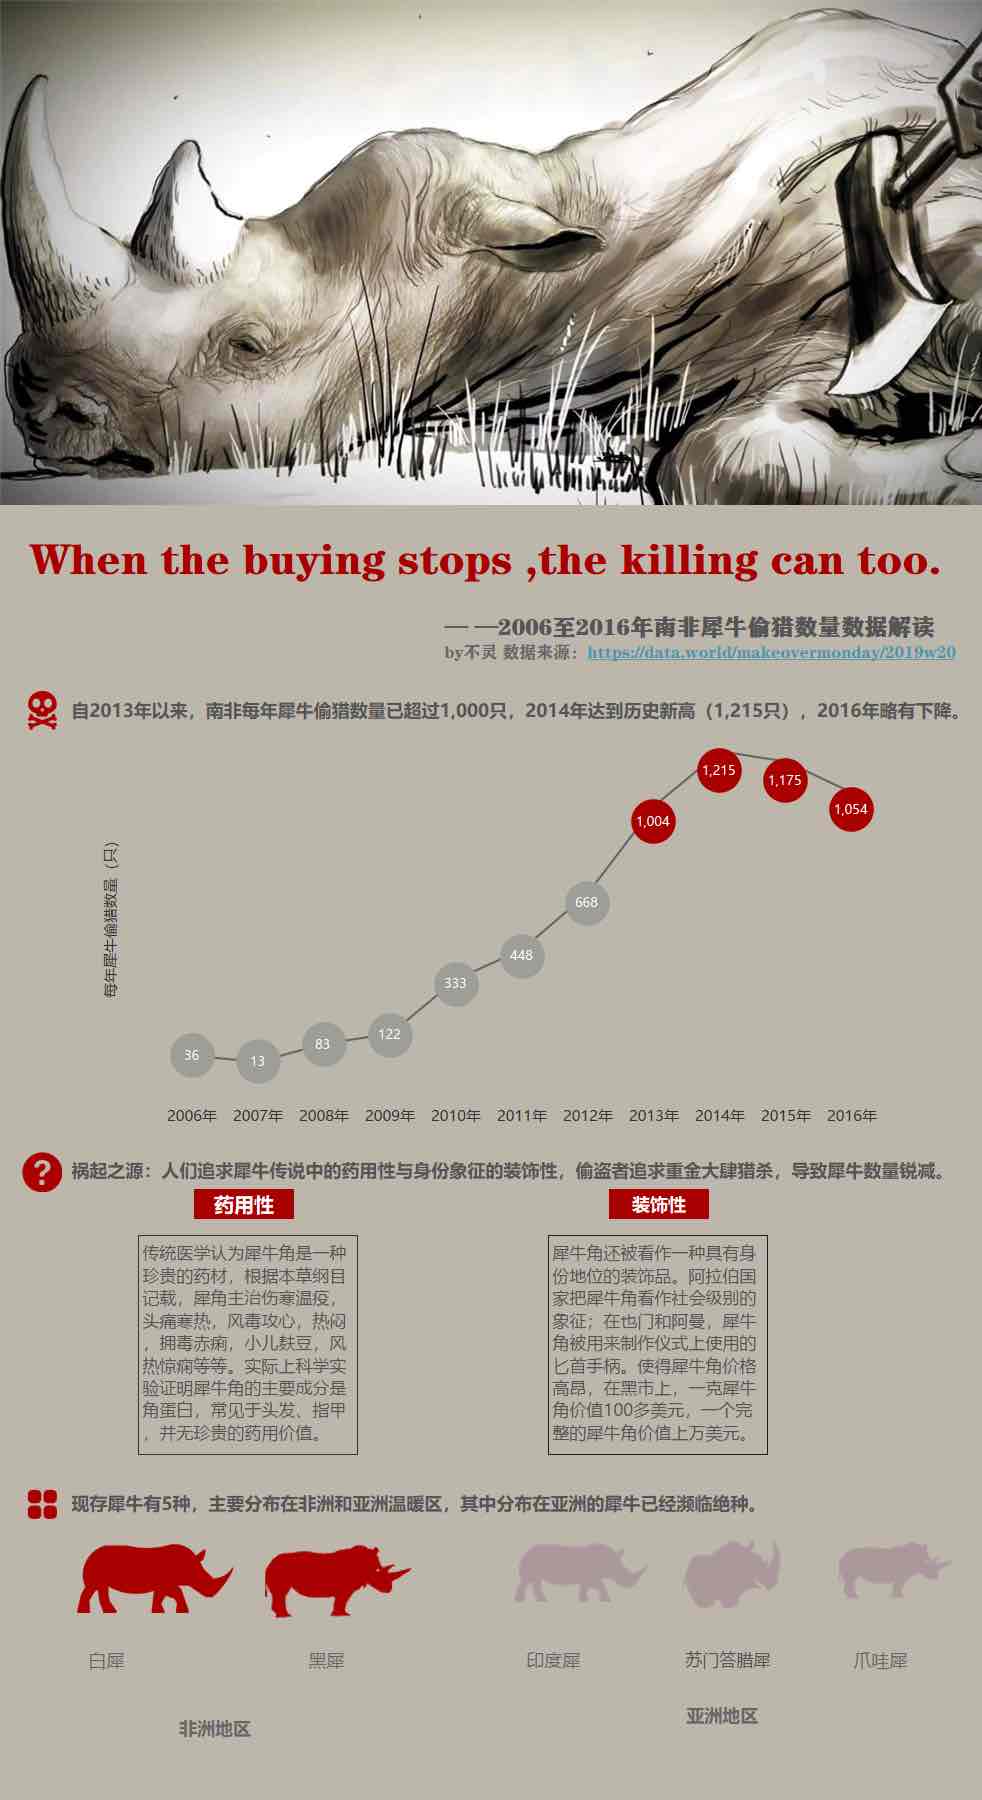 When the buying stops ,the killing can too.
— —2006至2016年南非犀牛偷猎数量数据解读
by不灵 数据来源：https://data.world/makeovermonday/2019w20
自2013年以来，南非每年犀牛偷猎数量已超过1,000只，2014年达到历史新高（1,215只），2016年略有下降。
每年犀牛偷猎数量（只）
36
13
83
122
333
448
668
1,004
1,215
1,175
1,054
2006年 2007年 2008年 2009年 2010年 2011年 2012年 2013年 2014年 2015年 2016年
祸起之源：人们追求犀牛传说中的药用性与身份象征的装饰性，偷盗者追求重金大肆猎杀，导致犀牛数量锐减。
药用性
传统医学认为犀牛角是一种
珍贵的药材，根据本草纲目
记载，犀角主治伤寒温疫，
头痛寒热，风毒攻心，热闷
，拥毒赤痢，小儿麸豆，风
热惊痫等等。实际上科学实
验证明犀牛角的主要成分是
角蛋白，常见于头发、指甲
，并无珍贵的药用价值。
装饰性
犀牛角还被看作一种具有身
份地位的装饰品。阿拉伯国
家把犀牛角看作社会级别的
象征；在也门和阿曼，犀牛
角被用来制作仪式上使用的
匕首手柄。使得犀牛角价格
高昂，在黑市上，一克犀牛
角价值100多美元，一个完
整的犀牛角价值上万美元。
现存犀牛有5种，主要分布在非洲和亚洲温暖区，其中分布在亚洲的犀牛已经濒临绝种。
白犀 黑犀 印度犀 苏门答腊犀 爪哇犀
非洲地区
亚洲地区